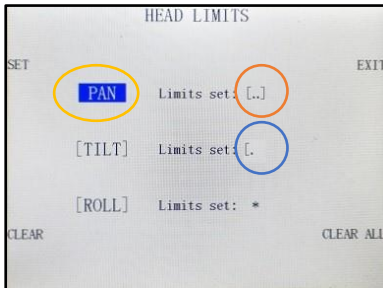 HEAD LIMITS
SET EXIT
PAN Limits set: [..]
[TILT] Limits set: [.
[ROLL] Limits set: *
CLEAR CLEAR ALL